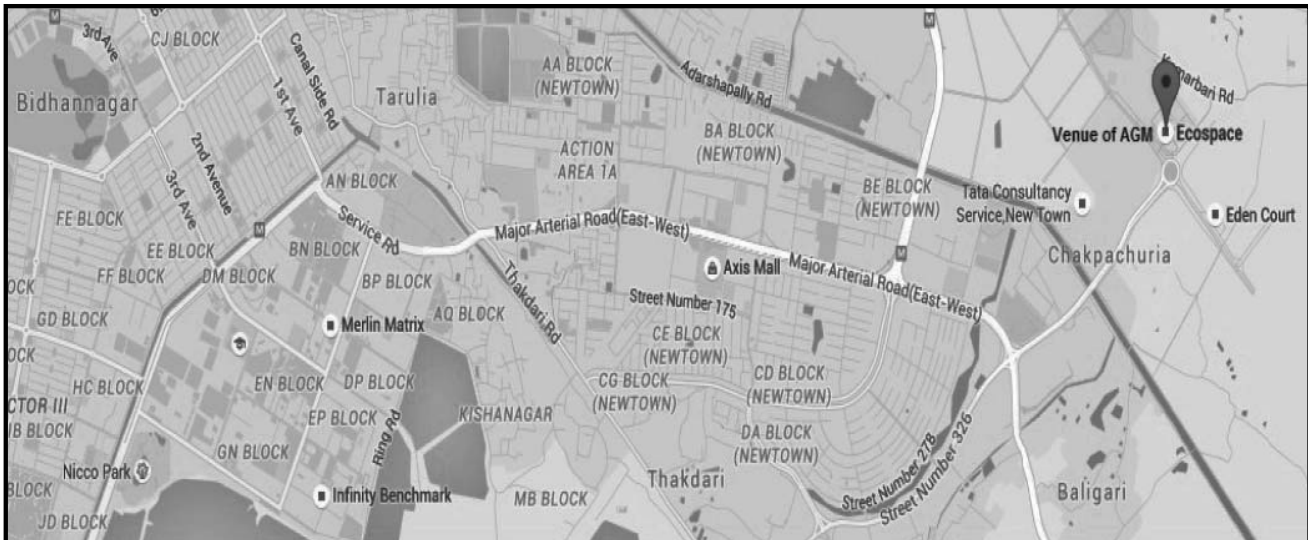 3rd Ave
CJ BLOCK
Canal Side Rd
1st Ave
Bidhannagar
Tarulia
AA BLOCK
(NEWTOWN)
Adarshapally Rd
Venue of AGM
Ecospace
BA BLOCK
(NEWTOWN)
ACTION
AREA 1A
2nd Avenue
3rd Ave
AN BLOCK
BE BLOCK
(NEWTOWN)
Tata Consultancy
Service,New Town
Eden Court
FE BLOCK
Service Rd
Major Arterial Road(East-West)
EE BLOCK
BN BLOCK
Chakpachuria
FF BLOCK
DM BLOCK
BP BLOCK
Thakdari Rd
Axis Mall
Major Arterial Road(East-West)
OCK
Street Number 175
GD BLOCK
Merlin Matrix
AQ BLOCK
CE BLOCK
(NEWTOWN)
OCK
HC BLOCK
EN BLOCK
DP BLOCK
CG BLOCK
(NEWTOWN)
CD BLOCK
(NEWTOWN)
CTOR III
EP BLOCK
KISHANAGAR
IB BLOCK
DA BLOCK
(NEWTOWN)
GN BLOCK
Ring Rd
Nicco Park
Thakdari
Street Number 278
Street Number 326
BLOCK
Infinity Benchmark
MB BLOCK
Baligari
JD BLOCK